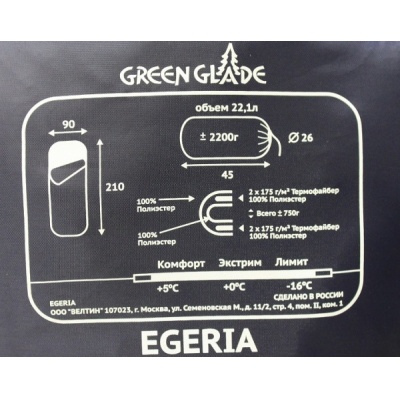 GREEN GLADE
объем 22,1л
90
± 2200г
Ø 26
210
45
100% Полиэстер
2 x 175 г/м² Термофайбер
100% Полиэстер
Всего ± 750г
100% Полиэстер
2 x 175 г/м² Термофайбер
100% Полиэстер
Комфорт Экстрим Лимит
+5°C +0°C -16°C
EGERIA СДЕЛАНО В РОССИИ
ООО "ВЕЛТИН" 107023, г. Москва, ул. Семеновская М., д. 11/2, стр. 4, пом. II, ком. 1
EGERIA